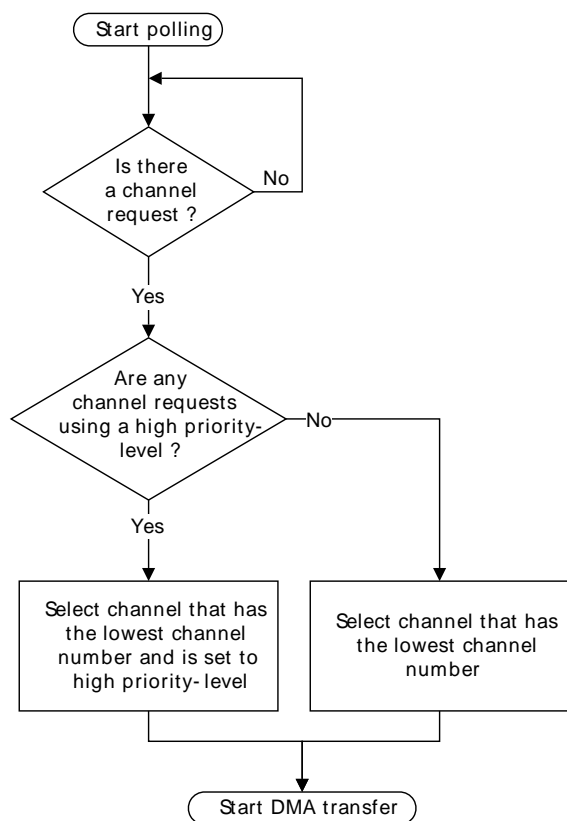 Start polling
Is there
a channel
request ?
No
Yes
Are any
channel requests
using a high priority-
level ?
No
Yes
Select channel that has
the lowest channel
number and is set to
high priority-level
Select channel that has
the lowest channel
number
Start DMA transfer